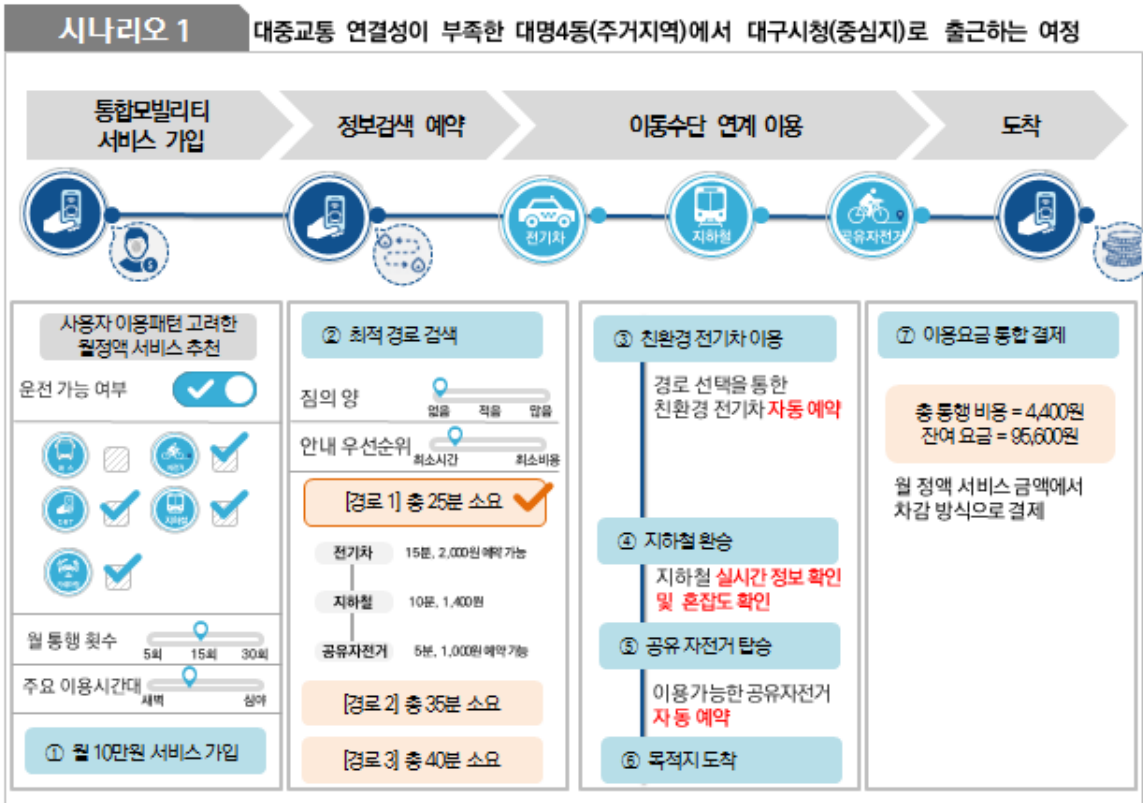 시나리오 1
대중교통 연결성이 부족한 대명4동(주거지역)에서 대구시청(중심지)로 출근하는 여정
통합모빌리티
서비스 가입
정보검색 예약
이동수단 연계 이용
도착
전기차
지하철
공유자전거
사용자 이용패턴 고려한
월정액 서비스 추천
운전 가능 여부
버스
자전거
DRT
지하철
월 통행 횟수
5회 15회 30회
주요 이용시간대
새벽 심야
① 월 10만원 서비스 가입
② 최적 경로 검색
짐의 양
없음 적음 많음
안내 우선순위
최소시간 최소비용
[경로 1] 총 25분 소요
전기차 15분, 2,000원 예약 가능
지하철 10분, 1,400원
공유자전거 5분, 1,000원 예약 가능
[경로 2] 총 35분 소요
[경로 3] 총 40분 소요
③ 친환경 전기차 이용
경로 선택을 통한
친환경 전기차 자동 예약
④ 지하철 환승
지하철 실시간 정보 확인
및 혼잡도 확인
⑤ 공유 자전거 탑승
이용가능한 공유자전거
자동 예약
⑥ 목적지 도착
⑦ 이용요금 통합 결제
총 통행 비용 = 4,400원
잔여 요금 = 95,600원
월 정액 서비스 금액에서
차감 방식으로 결제